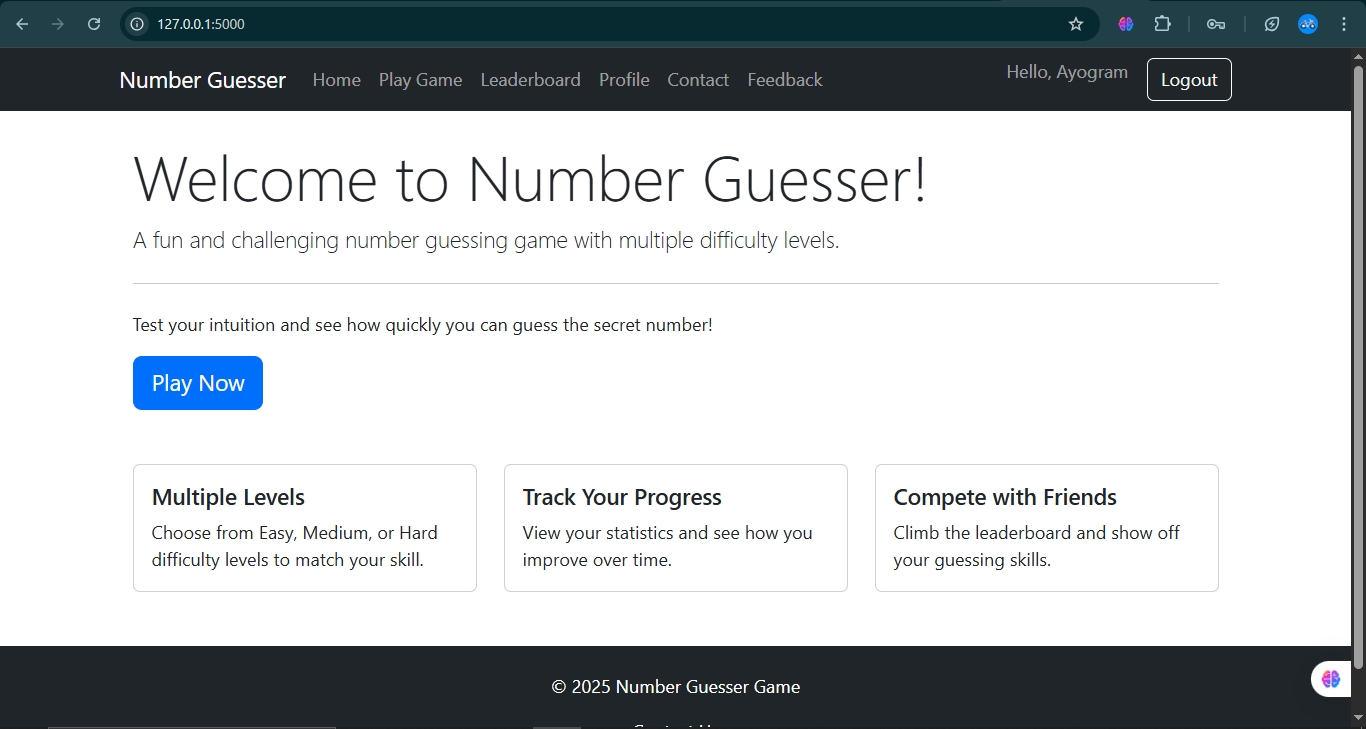 127.0.0.1:5000
Number Guesser Home Play Game Leaderboard Profile Contact Feedback Hello, Ayogram Logout
Welcome to Number Guesser!
A fun and challenging number guessing game with multiple difficulty levels.
Test your intuition and see how quickly you can guess the secret number!
Play Now
Multiple Levels
Choose from Easy, Medium, or Hard
difficulty levels to match your skill.
Track Your Progress
View your statistics and see how you
improve over time.
Compete with Friends
Climb the leaderboard and show off
your guessing skills.
© 2025 Number Guesser Game